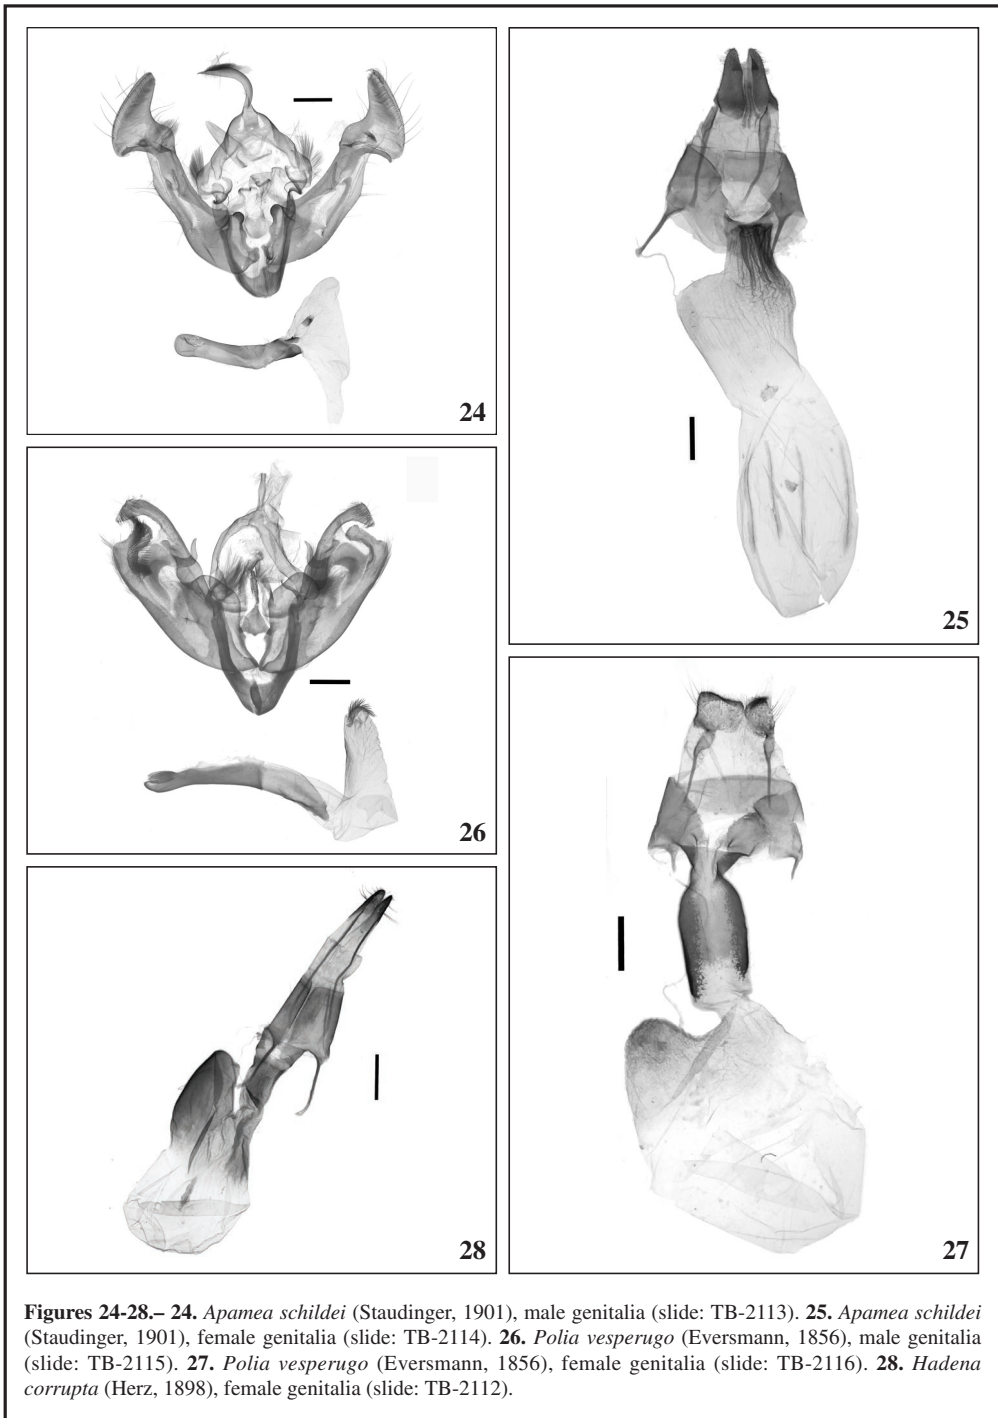 24
25
26
27
28
Figures 24-28.– 24. Apamea schildei (Staudinger, 1901), male genitalia (slide: TB-2113). 25. Apamea schildei
(Staudinger, 1901), female genitalia (slide: TB-2114). 26. Polia vesperugo (Eversmann, 1856), male genitalia
(slide: TB-2115). 27. Polia vesperugo (Eversmann, 1856), female genitalia (slide: TB-2116). 28. Hadena
corrupta (Herz, 1898), female genitalia (slide: TB-2112).